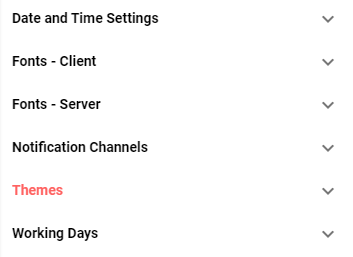 Date and Time Settings
Fonts - Client
Fonts - Server
Notification Channels
Themes
Working Days